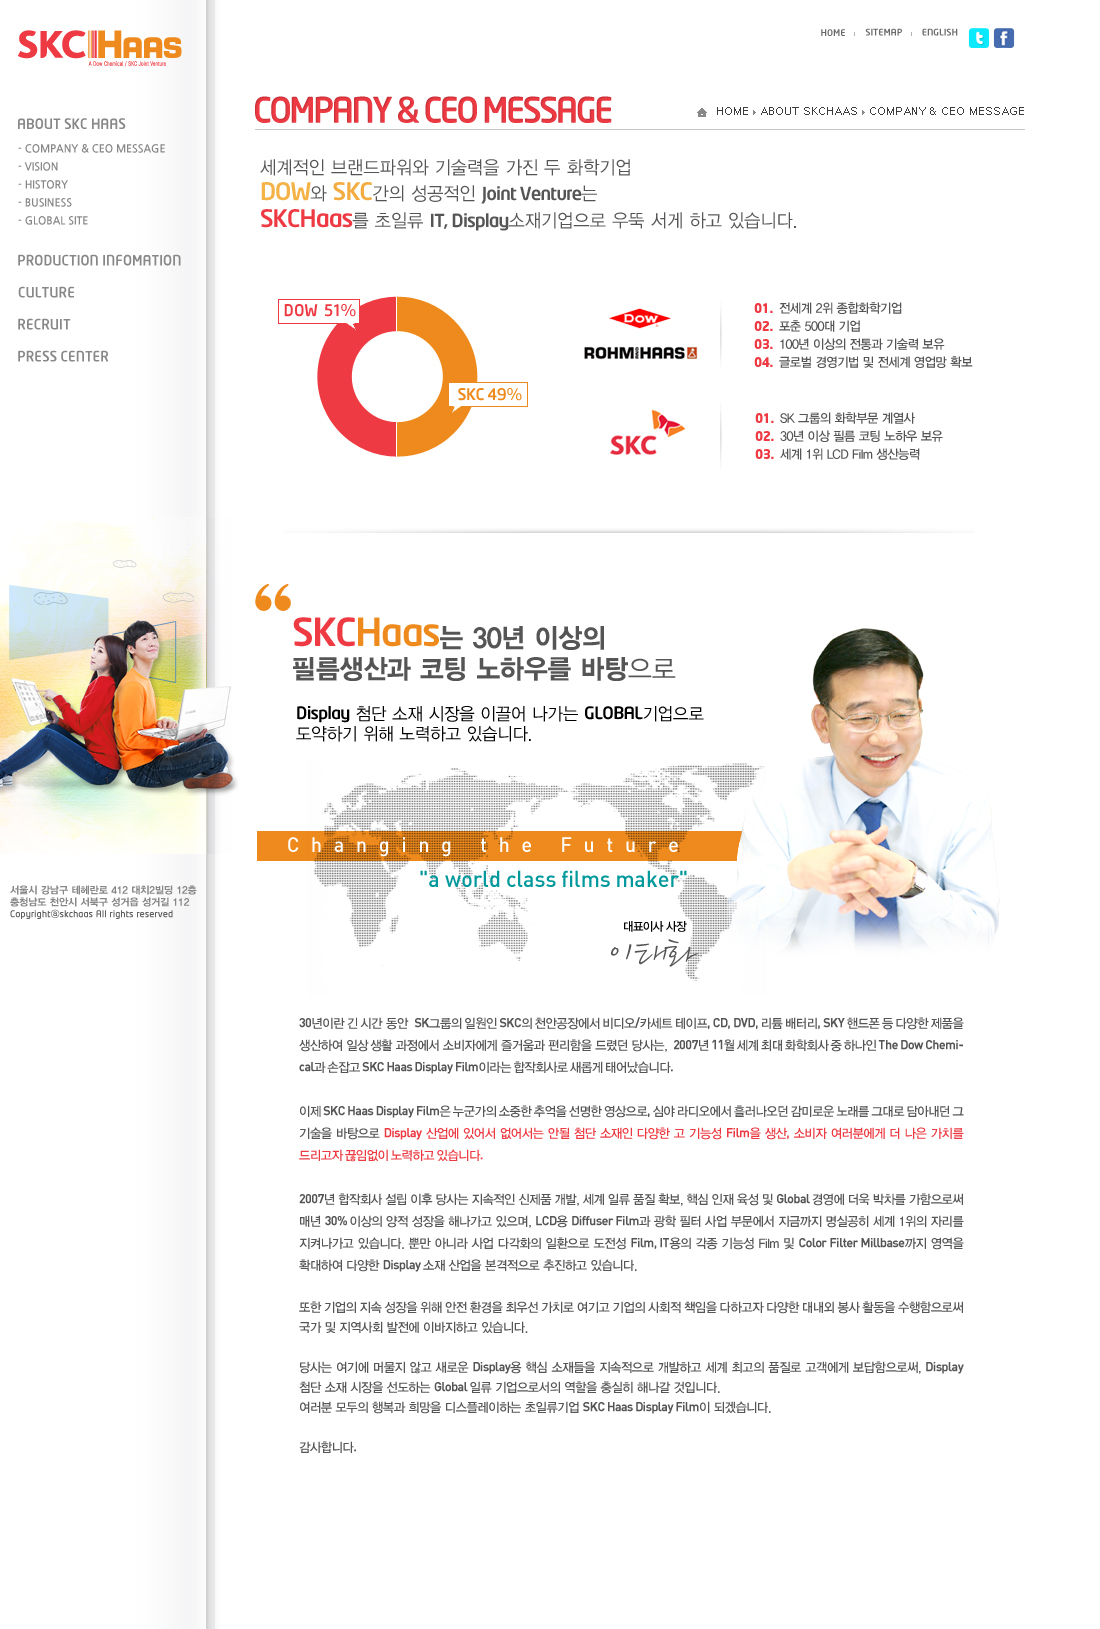 SKC HAAS
A Dow Chemical / SKC Joint Venture
HOME
SITEMAP
ENGLISH
ABOUT SKC HAAS
- COMPANY & CEO MESSAGE
- VISION
- HISTORY
- BUSINESS
- GLOBAL SITE
PRODUCTION INFOMATION
CULTURE
RECRUIT
PRESS CENTER
서울시 강남구 테헤란로 412 대치2빌딩 12층
충청남도 천안시 서북구 성거읍 성거길 112
Copyright@skchaas All rights reserved
COMPANY & CEO MESSAGE
HOME ▸ ABOUT SKCHAAS ▸ COMPANY & CEO MESSAGE
세계적인 브랜드파워와 기술력을 가진 두 화학기업
DOW와 SKC간의 성공적인 Joint Venture는
SKCHaas를 초일류 IT, Display소재기업으로 우뚝 서게 하고 있습니다.
DOW 51%
SKC 49%
DOW
ROHM AND HAAS
01. 전세계 2위 종합화학기업
02. 포춘 500대 기업
03. 100년 이상의 전통과 기술력 보유
04. 글로벌 경영기법 및 전세계 영업망 확보
SKC
01. SK 그룹의 화학부문 계열사
02. 30년 이상 필름 코팅 노하우 보유
03. 세계 1위 LCD Film 생산능력
“
SKCHaas는 30년 이상의
필름생산과 코팅 노하우를 바탕으로
Display 첨단 소재 시장을 이끌어 나가는 GLOBAL기업으로
도약하기 위해 노력하고 있습니다.
Changing the Future
"a world class films maker"
대표이사 사장
이태화
30년이란 긴 시간 동안 SK그룹의 일원인 SKC의 천안공장에서 비디오/카세트 테이프, CD, DVD, 리튬 배터리, SKY 핸드폰 등 다양한 제품을
생산하여 일상 생활 과정에서 소비자에게 즐거움과 편리함을 드렸던 당사는, 2007년 11월 세계 최대 화학회사 중 하나인 The Dow Chemi-
cal과 손잡고 SKC Haas Display Film이라는 합작회사로 새롭게 태어났습니다.
이제 SKC Haas Display Film은 누군가의 소중한 추억을 선명한 영상으로, 심야 라디오에서 흘러나오던 감미로운 노래를 그대로 담아내던 그
기술을 바탕으로 Display 산업에 있어서 없어서는 안될 첨단 소재인 다양한 고 기능성 Film을 생산, 소비자 여러분에게 더 나은 가치를
드리고자 끊임없이 노력하고 있습니다.
2007년 합작회사 설립 이후 당사는 지속적인 신제품 개발, 세계 일류 품질 확보, 핵심 인재 육성 및 Global 경영에 더욱 박차를 가함으로써
매년 30% 이상의 양적 성장을 해나가고 있으며, LCD용 Diffuser Film과 광학 필터 사업 부문에서 지금까지 명실공히 세계 1위의 자리를
지켜나가고 있습니다. 뿐만 아니라 사업 다각화의 일환으로 도전성 Film, IT용의 각종 기능성 Film 및 Color Filter Millbase까지 영역을
확대하여 다양한 Display 소재 산업을 본격적으로 추진하고 있습니다.
또한 기업의 지속 성장을 위해 안전 환경을 최우선 가치로 여기고 기업의 사회적 책임을 다하고자 다양한 대내외 봉사 활동을 수행함으로써
국가 및 지역사회 발전에 이바지하고 있습니다.
당사는 여기에 머물지 않고 새로운 Display용 핵심 소재들을 지속적으로 개발하고 세계 최고의 품질로 고객에게 보답함으로써, Display
첨단 소재 시장을 선도하는 Global 일류 기업으로서의 역할을 충실히 해나갈 것입니다.
여러분 모두의 행복과 희망을 디스플레이하는 초일류기업 SKC Haas Display Film이 되겠습니다.
감사합니다.